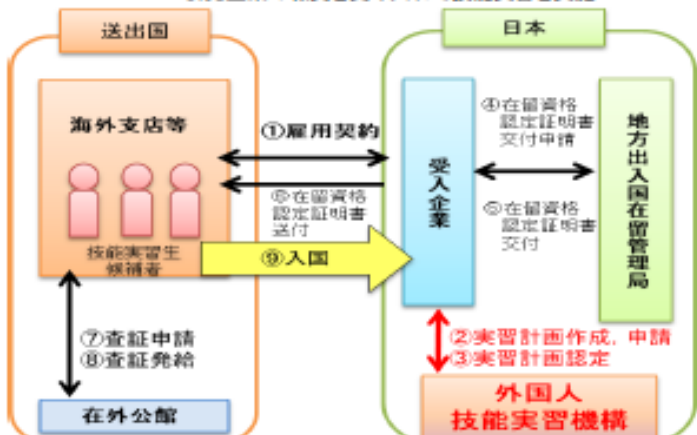 送出国
日本
海外支店等
技能実習生
候補者
①雇用契約
⑥在留資格
認定証明書
送付
⑨入国
受入企業
④在留資格
認定証明書
交付申請
⑤在留資格
認定証明書
交付
地方出入国在留管理局
⑦査証申請
⑧査証発給
在外公館
②実習計画作成，申請
③実習計画認定
外国人
技能実習機構